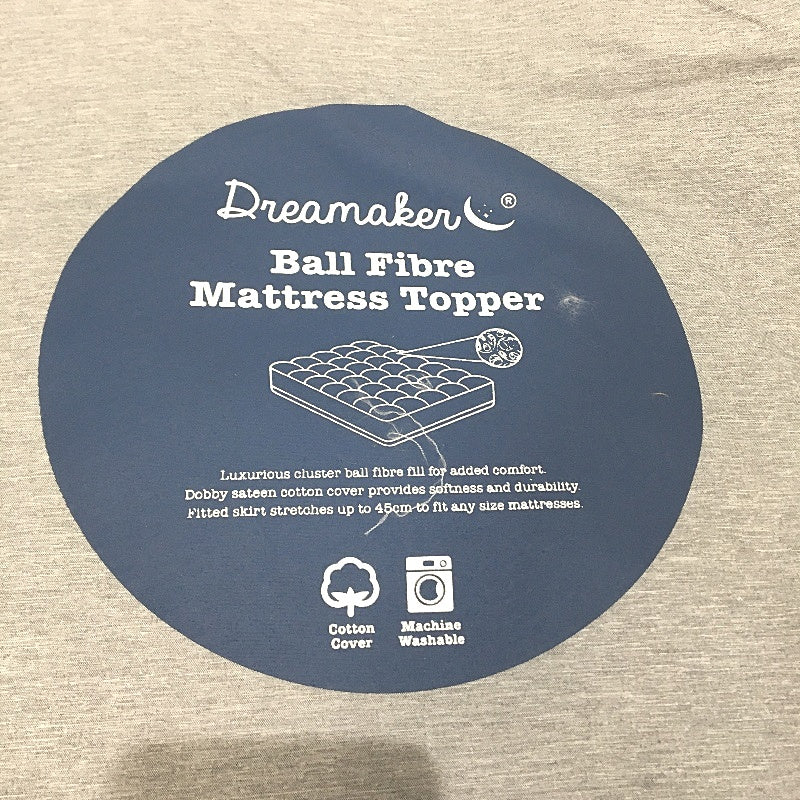 Dreamaker®
Ball Fibre
Mattress Topper
Luxurious cluster ball fibre fill for added comfort.
Dobby sateen cotton cover provides softness and durability.
Fitted skirt stretches up to 45cm to fit any size mattresses.
Cotton
Cover
Machine
Washable